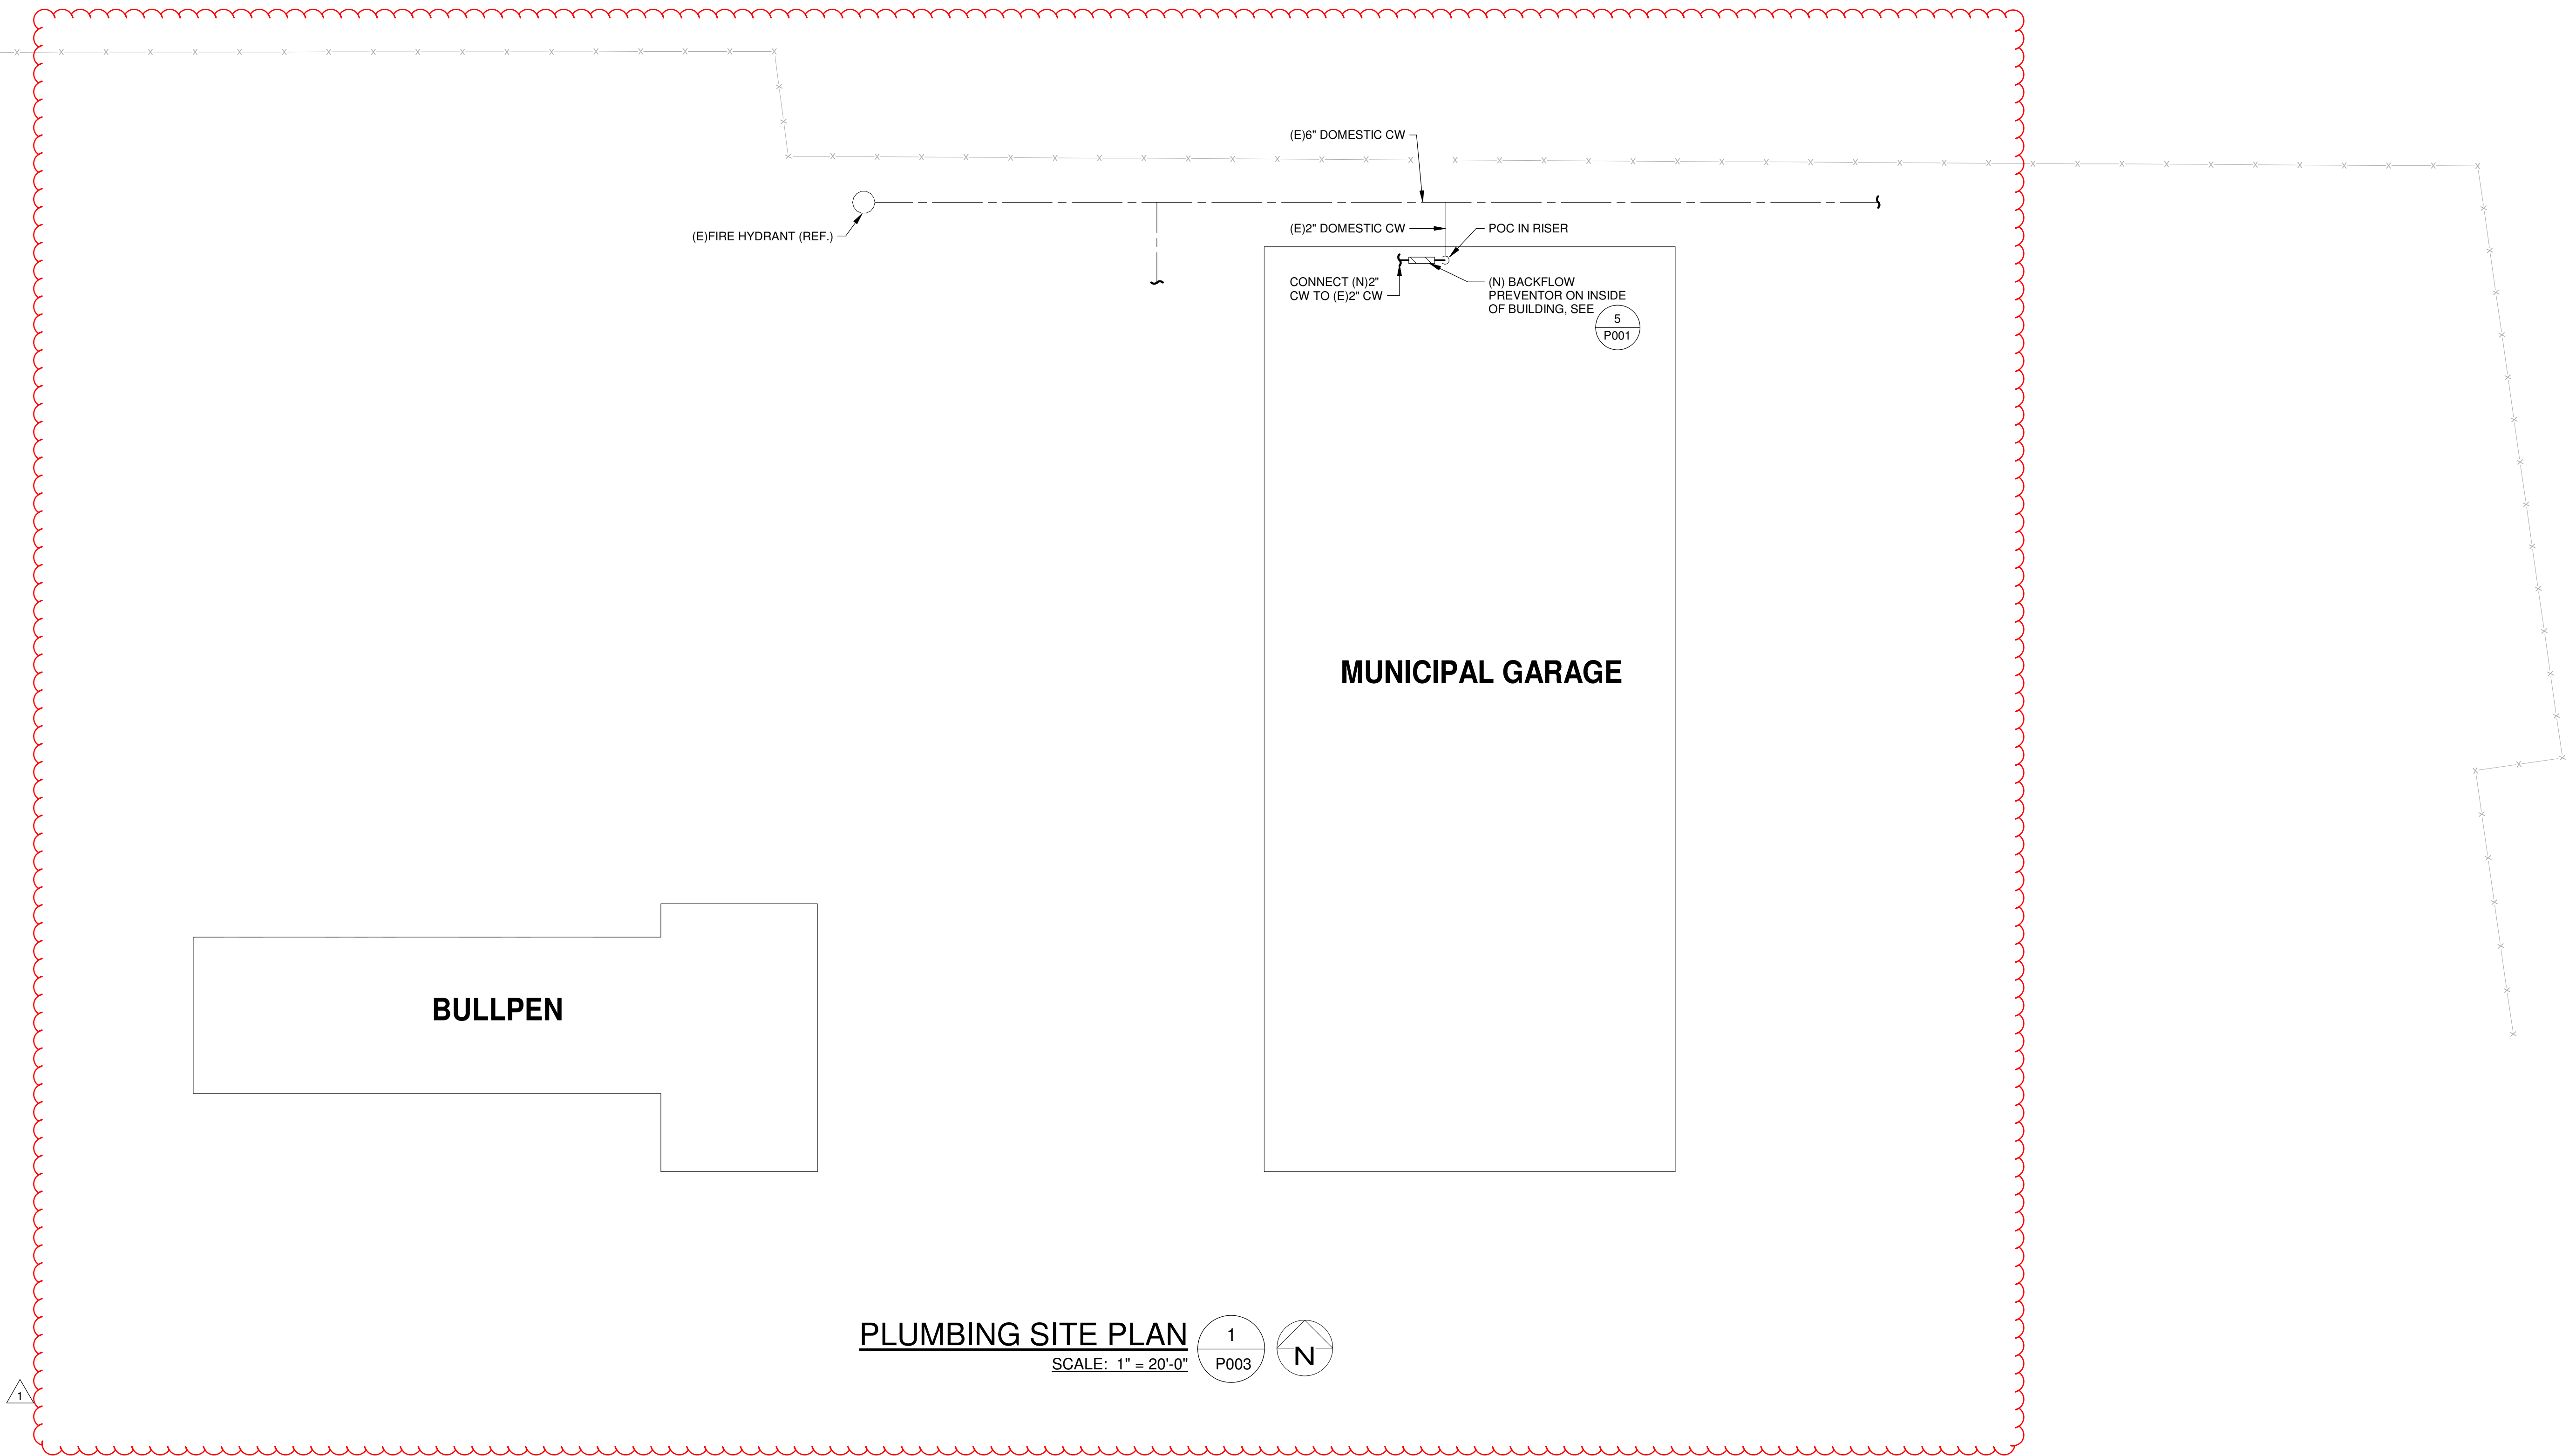 (E)6" DOMESTIC CW
(E)FIRE HYDRANT (REF.)
(E)2" DOMESTIC CW
POC IN RISER
CONNECT (N)2"
CW TO (E)2" CW
(N) BACKFLOW
PREVENTOR ON INSIDE
OF BUILDING, SEE
5
P001
MUNICIPAL GARAGE
BULLPEN
PLUMBING SITE PLAN
SCALE: 1" = 20'-0"
1
P003
N
1